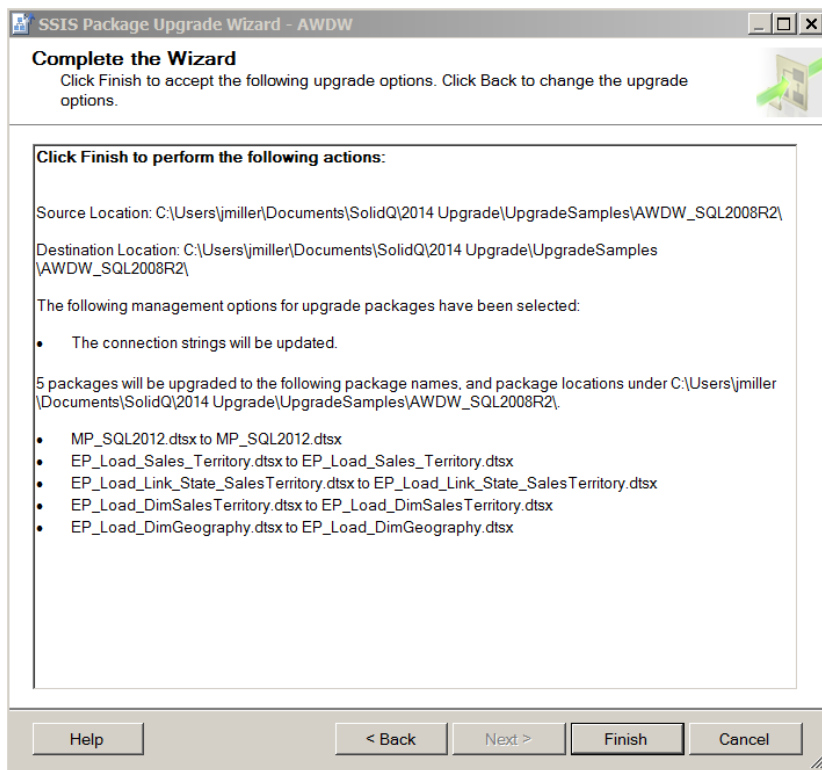 SSIS Package Upgrade Wizard - AWDW
Complete the Wizard
Click Finish to accept the following upgrade options. Click Back to change the upgrade
options.
Click Finish to perform the following actions:
Source Location: C:\Users\jmiller\Documents\SolidQ\2014 Upgrade\UpgradeSamples\AWDW_SQL2008R2\
Destination Location: C:\Users\jmiller\Documents\SolidQ\2014 Upgrade\UpgradeSamples
\AWDW_SQL2008R2\
The following management options for upgrade packages have been selected:
• The connection strings will be updated.
5 packages will be upgraded to the following package names, and package locations under C:\Users\jmiller
\Documents\SolidQ\2014 Upgrade\UpgradeSamples\AWDW_SQL2008R2\.
• MP_SQL2012.dtsx to MP_SQL2012.dtsx
• EP_Load_Sales_Territory.dtsx to EP_Load_Sales_Territory.dtsx
• EP_Load_Link_State_SalesTerritory.dtsx to EP_Load_Link_State_SalesTerritory.dtsx
• EP_Load_DimSalesTerritory.dtsx to EP_Load_DimSalesTerritory.dtsx
• EP_Load_DimGeography.dtsx to EP_Load_DimGeography.dtsx
Help < Back Next > Finish Cancel